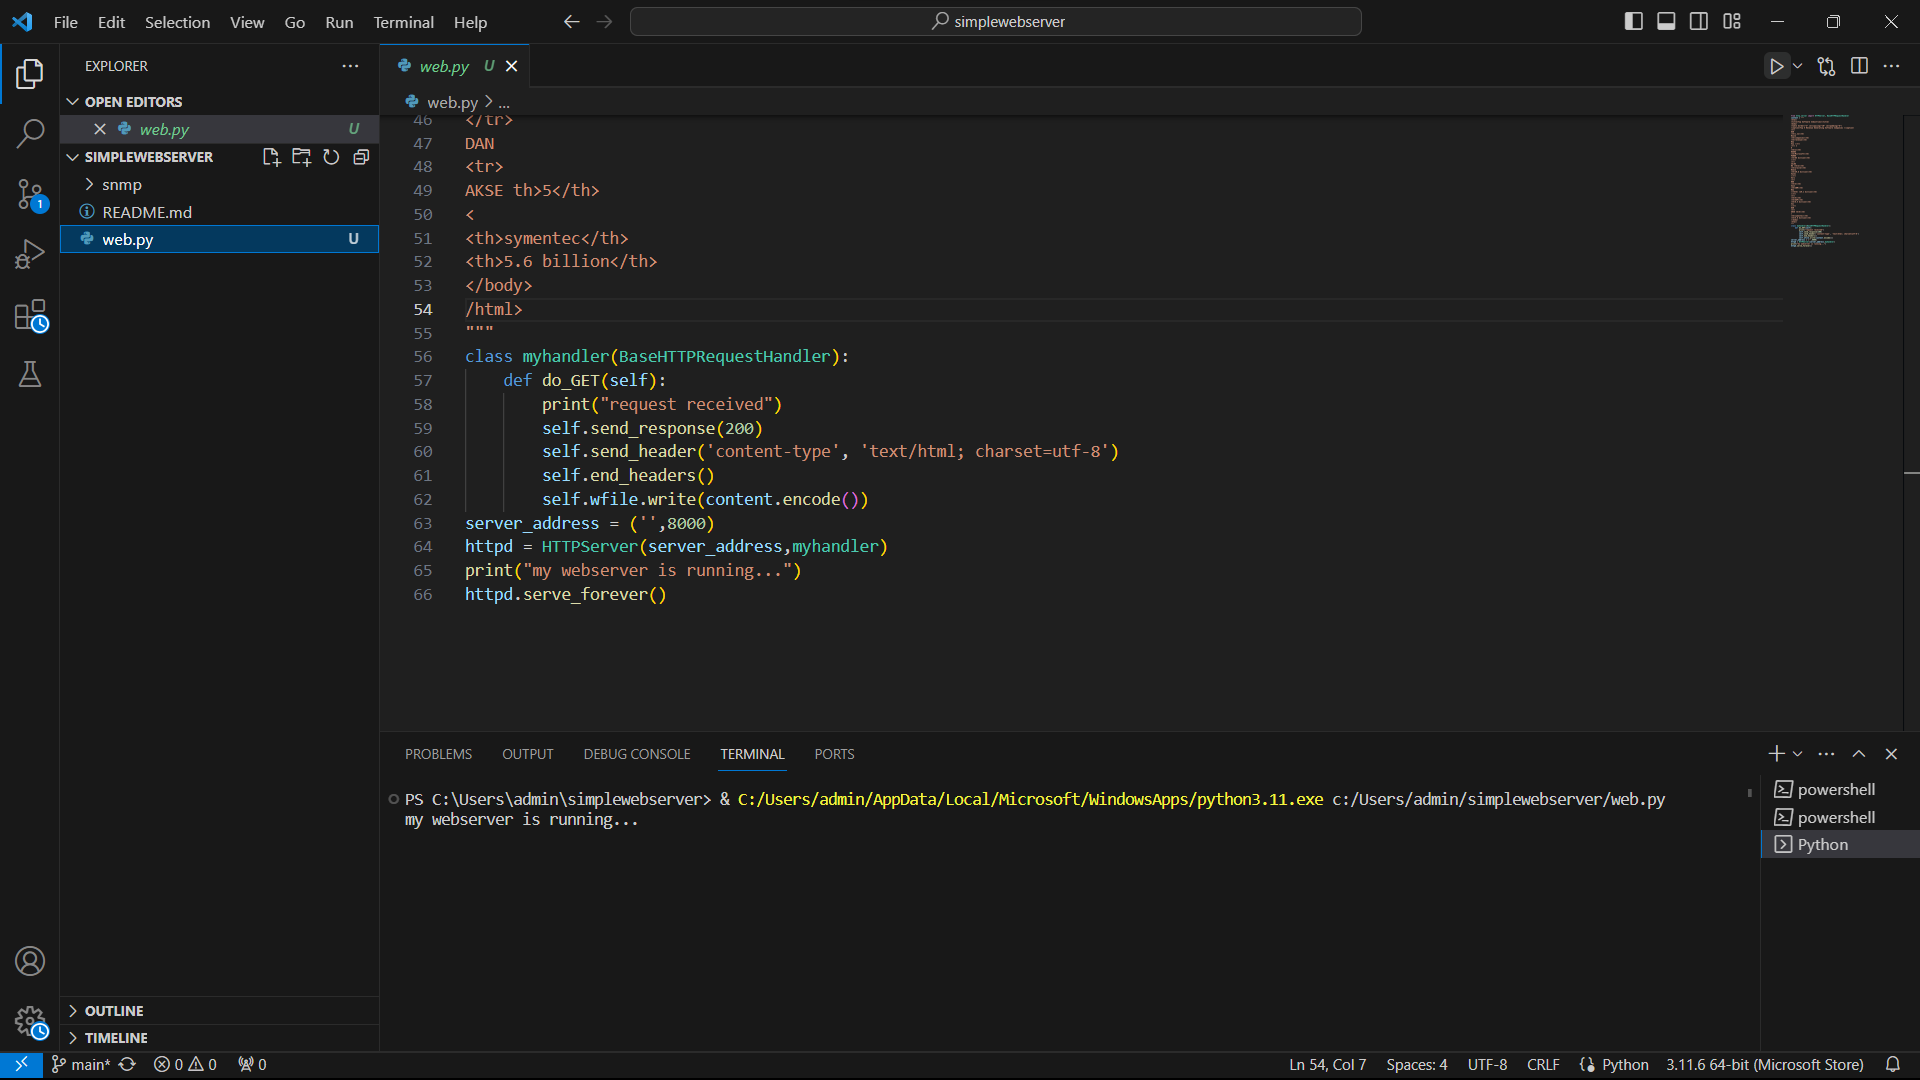 File Edit Selection View Go Run Terminal Help simplewebserver
EXPLORER
OPEN EDITORS
web.py U
SIMPLEWEBSERVER
snmp
README.md
web.py U
OUTLINE
TIMELINE
1
web.py U
web.py > ...
46 </tr>
47 DAN
48 <tr>
49 AKSE th>5</th>
50 <
51 <th>symentec</th>
52 <th>5.6 billion</th>
53 </body>
54 /html>
55 """
56 class myhandler(BaseHTTPRequestHandler):
57 def do_GET(self):
58 print("request received")
59 self.send_response(200)
60 self.send_header('content-type', 'text/html; charset=utf-8')
61 self.end_headers()
62 self.wfile.write(content.encode())
63 server_address = ('',8000)
64 httpd = HTTPServer(server_address,myhandler)
65 print("my webserver is running...")
66 httpd.serve_forever()
PROBLEMS OUTPUT DEBUG CONSOLE TERMINAL PORTS
PS C:\Users\admin\simplewebserver> & C:/Users/admin/AppData/Local/Microsoft/WindowsApps/python3.11.exe c:/Users/admin/simplewebserver/web.py
my webserver is running...
powershell
powershell
Python
main* 0 0 0 Ln 54, Col 7 Spaces: 4 UTF-8 CRLF Python 3.11.6 64-bit (Microsoft Store)